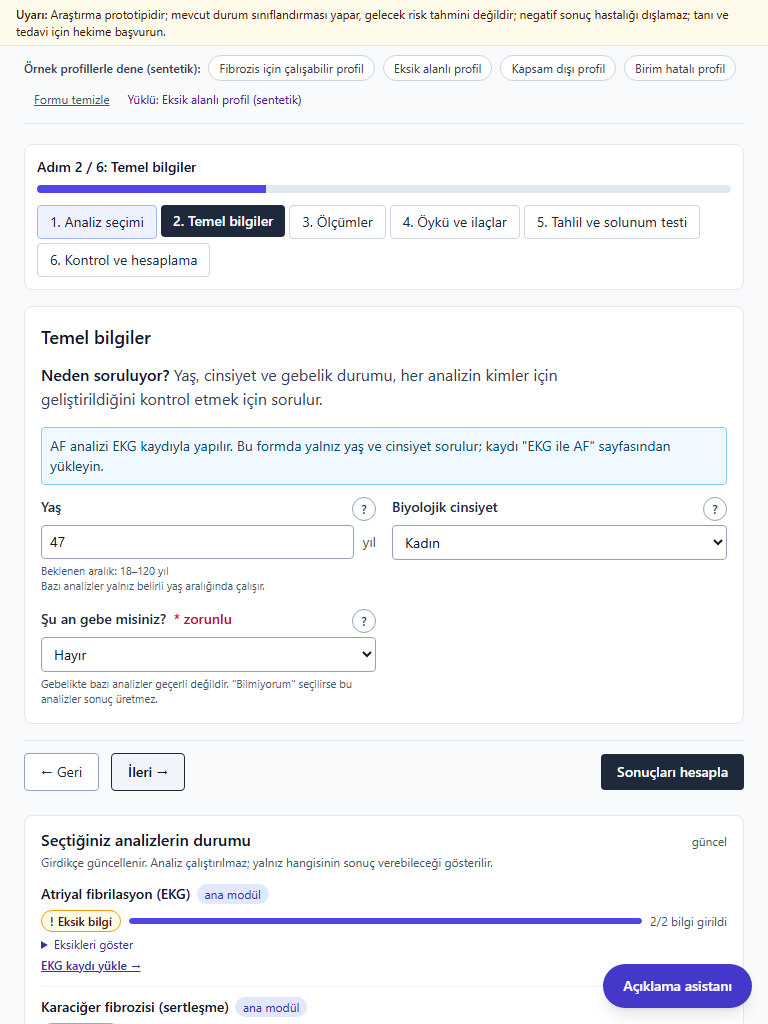 Uyarı: Araştırma prototipidir; mevcut durum sınıflandırması yapar, gelecek risk tahmini değildir; negatif sonuç hastalığı dışlamaz; tanı ve
tedavi için hekime başvurun.
Örnek profillerle dene (sentetik):
Fibrozis için çalışabilir profil
Eksik alanlı profil
Kapsam dışı profil
Birim hatalı profil
Formu temizle
Yüklü: Eksik alanlı profil (sentetik)
Adım 2 / 6: Temel bilgiler
1. Analiz seçimi
2. Temel bilgiler
3. Ölçümler
4. Öykü ve ilaçlar
5. Tahlil ve solunum testi
6. Kontrol ve hesaplama
Temel bilgiler
Neden soruluyor? Yaş, cinsiyet ve gebelik durumu, her analizin kimler için
geliştirildiğini kontrol etmek için sorulur.
AF analizi EKG kaydıyla yapılır. Bu formda yalnız yaş ve cinsiyet sorulur; kaydı "EKG ile AF" sayfasından
yükleyin.
Yaş
?
Biyolojik cinsiyet
?
47
yıl
Kadın
Beklenen aralık: 18–120 yıl
Bazı analizler yalnız belirli yaş aralığında çalışır.
Şu an gebe misiniz? * zorunlu
?
Hayır
Gebelikte bazı analizler geçerli değildir. "Bilmiyorum" seçilirse bu
analizler sonuç üretmez.
← Geri
İleri →
Sonuçları hesapla
Seçtiğiniz analizlerin durumu
güncel
Girdikçe güncellenir. Analiz çalıştırılmaz; yalnız hangisinin sonuç verebileceği gösterilir.
Atriyal fibrilasyon (EKG)
ana modül
! Eksik bilgi
2/2 bilgi girildi
▶ Eksikleri göster
EKG kaydı yükle →
Açıklama asistanı
Karaciğer fibrozisi (sertleşme)
ana modül